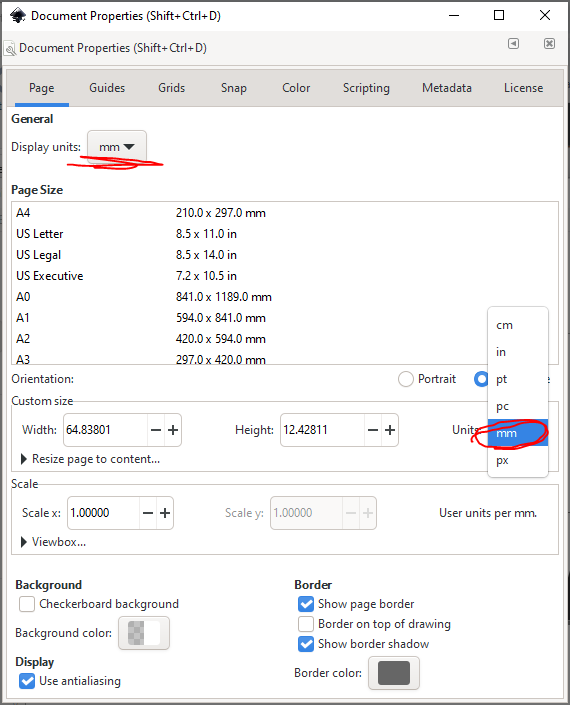 Document Properties (Shift+Ctrl+D)
Document Properties (Shift+Ctrl+D)
Page Guides Grids Snap Color Scripting Metadata License
General
Display units: mm
Page Size
A4 210.0 x 297.0 mm
US Letter 8.5 x 11.0 in
US Legal 8.5 x 14.0 in
US Executive 7.2 x 10.5 in
A0 841.0 x 1189.0 mm
A1 594.0 x 841.0 mm
A2 420.0 x 594.0 mm
A3 297.0 x 420.0 mm
cm
in
Orientation: Portrait pt
Custom size
pc
Width: 64.83801 Height: 12.42811 Units mm
Resize page to content... px
Scale
Scale x: 1.00000 Scale y: 1.00000 User units per mm.
Viewbox...
Background
Checkerboard background
Background color:
Display
Use antialiasing
Border
Show page border
Border on top of drawing
Show border shadow
Border color: